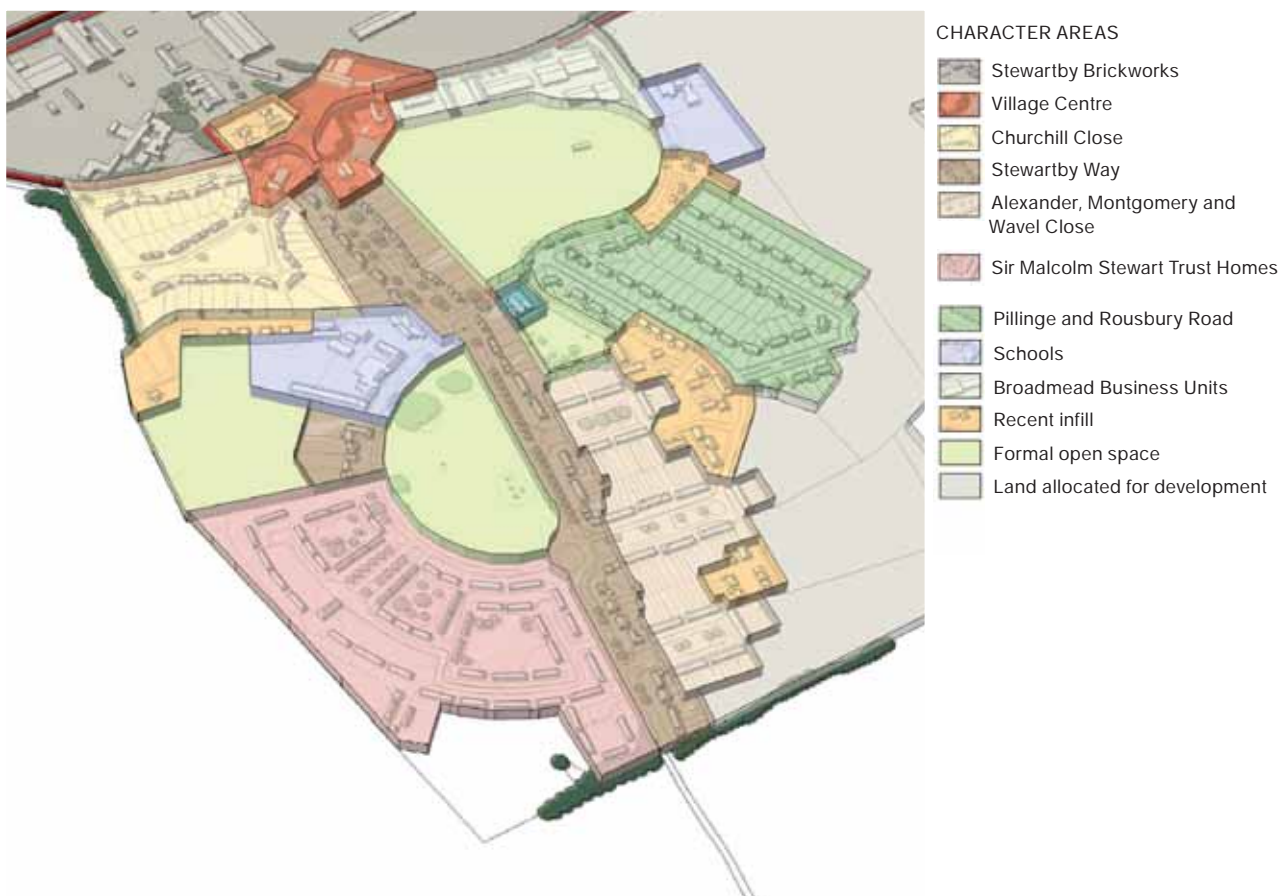 CHARACTER AREAS
Stewartby Brickworks
Village Centre
Churchill Close
Stewartby Way
Alexander, Montgomery and
Wavel Close
Sir Malcolm Stewart Trust Homes
Pillinge and Rousbury Road
Schools
Broadmead Business Units
Recent infill
Formal open space
Land allocated for development